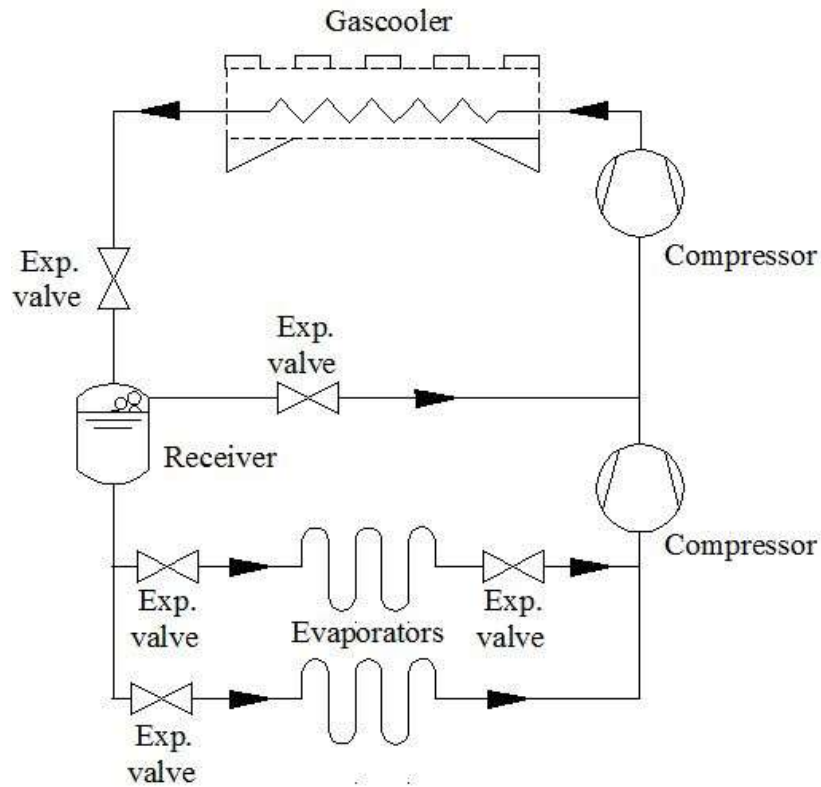 Gascooler
Compressor
Exp.
valve
Exp.
valve
Receiver
Compressor
Exp.
valve
Evaporators
Exp.
valve
Exp.
valve